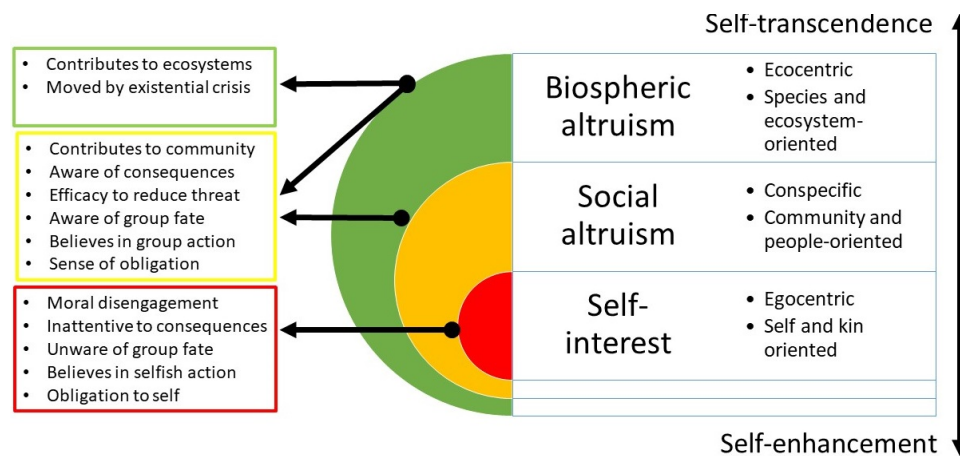 Self-transcendence
• Contributes to ecosystems
• Moved by existential crisis
• Contributes to community
• Aware of consequences
• Efficacy to reduce threat
• Aware of group fate
• Believes in group action
• Sense of obligation
• Moral disengagement
• Inattentive to consequences
• Unware of group fate
• Believes in selfish action
• Obligation to self
Biospheric
altruism
• Ecocentric
• Species and
ecosystem-
oriented
Social
altruism
• Conspecific
• Community and
people-oriented
Self-
interest
• Egocentric
• Self and kin
oriented
Self-enhancement